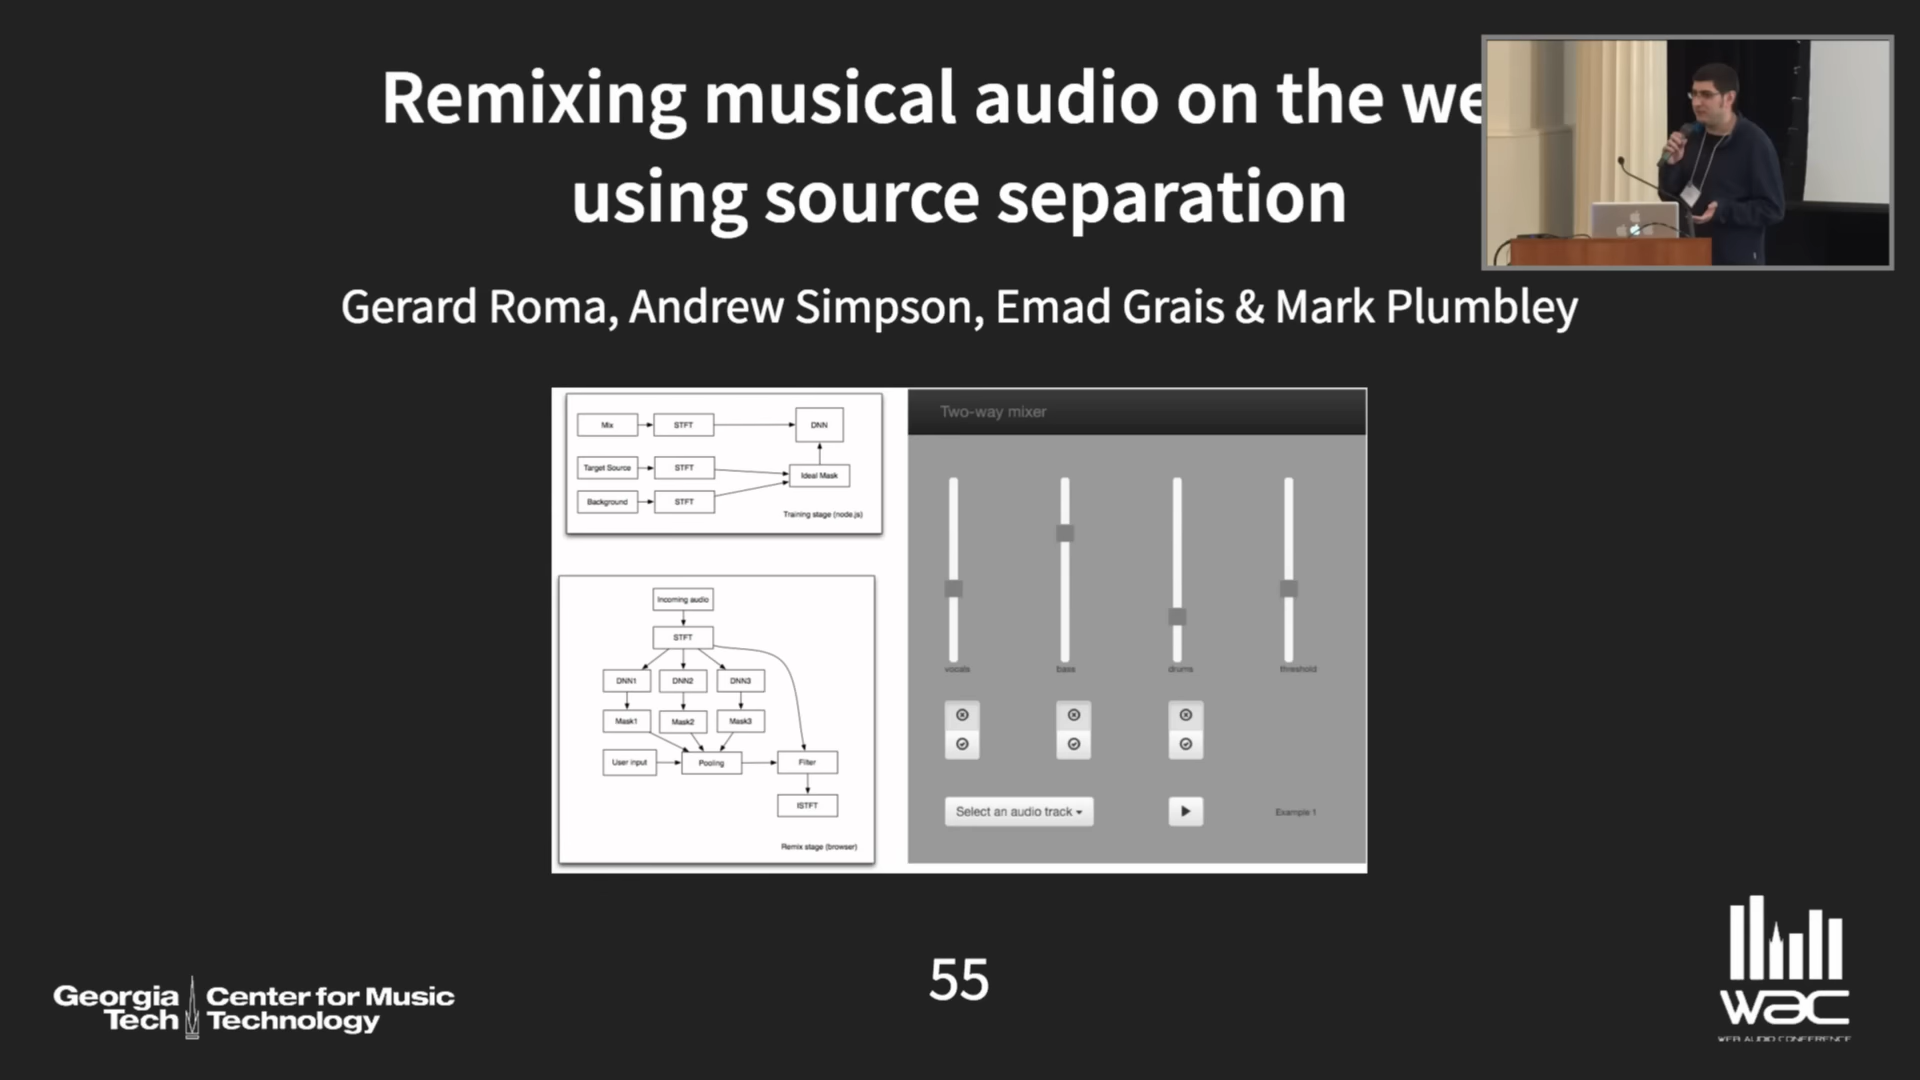 Remixing musical audio on the we
using source separation
Gerard Roma, Andrew Simpson, Emad Grais & Mark Plumbley
Mix
STFT
DNN
Target Source
STFT
Ideal Mask
Background
STFT
Training stage (node.js)
Incoming audio
STFT
DNN1
DNN2
DNN3
Mask1
Mask2
Mask3
User input
Pooling
Filter
ISTFT
Remix stage (browser)
Two-way mixer
vocals
bass
drums
threshold
Select an audio track
Example 1
55
Georgia
Tech
Center for Music
Technology
wac
WEB AUDIO CONFERENCE